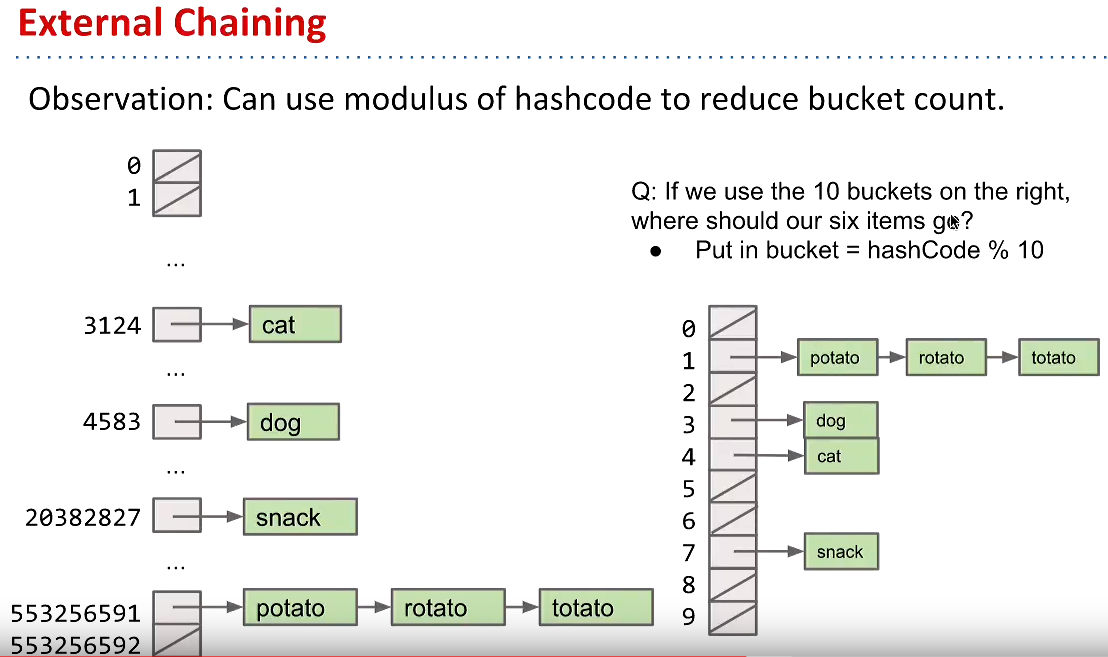 External Chaining
Observation: Can use modulus of hashcode to reduce bucket count.
0
1
...
3124 cat
...
4583 dog
...
20382827 snack
...
553256591 potato rotato totato
553256592
Q: If we use the 10 buckets on the right,
where should our six items go?
● Put in bucket = hashCode % 10
0
1 potato rotato totato
2
3 dog
4 cat
5
6
7 snack
8
9